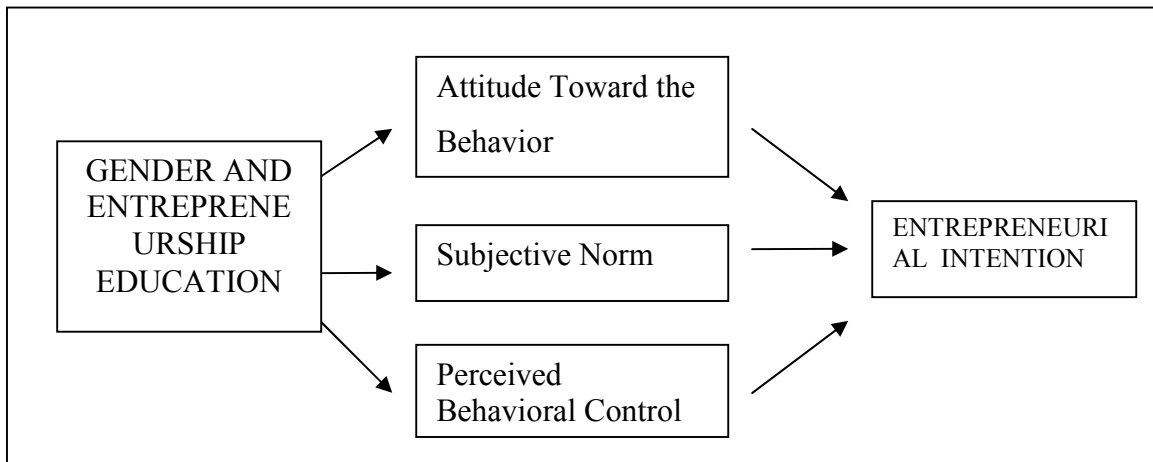 GENDER AND
ENTREPRENE
URSHIP
EDUCATION
Attitude Toward the
Behavior
Subjective Norm
Perceived
Behavioral Control
ENTREPRENEURI
AL INTENTION